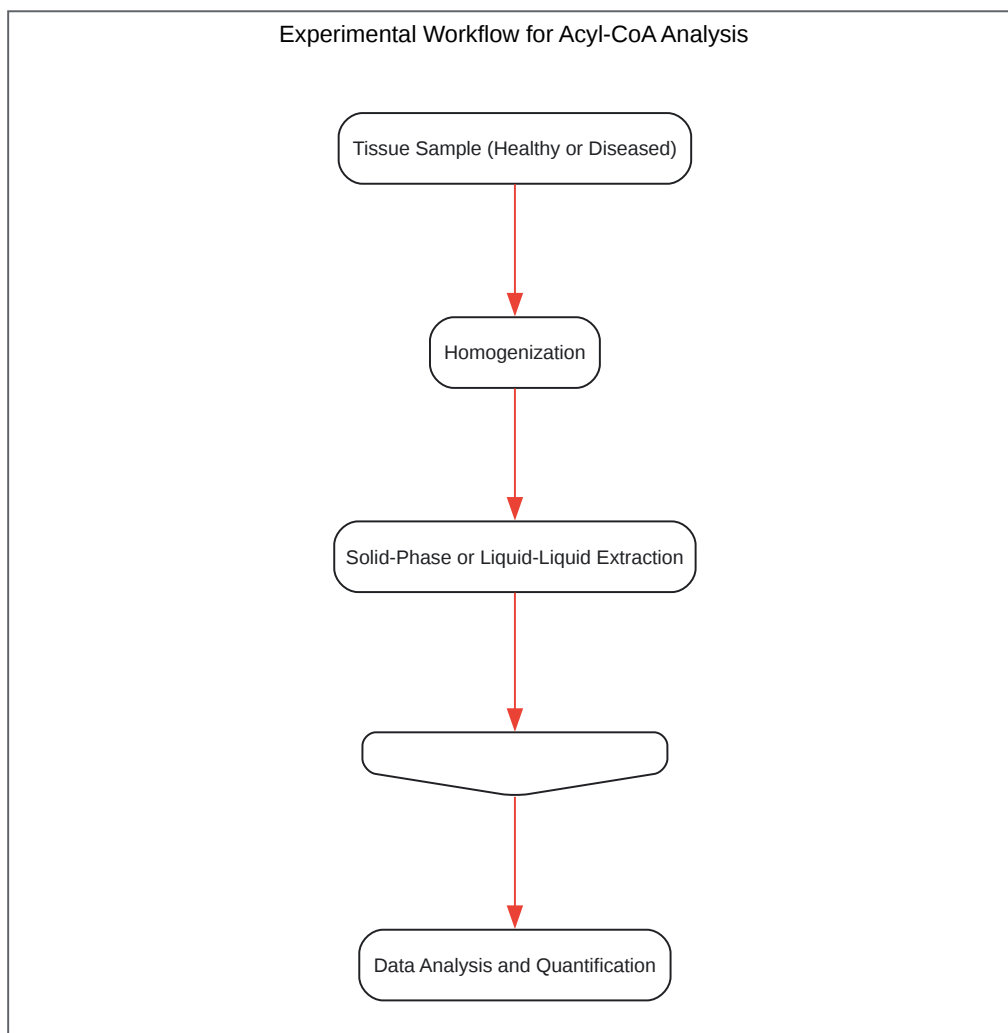 Experimental Workflow for Acyl-CoA Analysis
Tissue Sample (Healthy or Diseased)
Homogenization
Solid-Phase or Liquid-Liquid Extraction
Data Analysis and Quantification